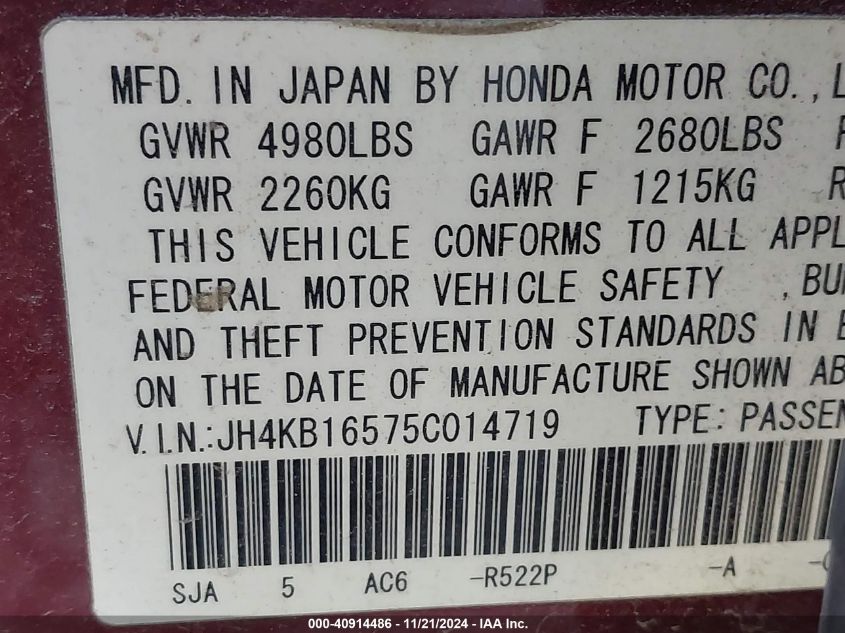 MFD. IN JAPAN BY HONDA MOTOR CO.,
GVWR 4980LBS GAWR F 2680LBS
GVWR 2260KG GAWR F 1215KG R
THIS VEHICLE CONFORMS TO ALL
FEDERAL MOTOR VEHICLE SAFETY ,
AND THEFT PREVENTION STANDARDS IN
ON THE DATE OF MANUFACTURE SHOWN
V.I.N.:JH4KB16575C014719 TYPE:
SJA 5 AC6 -R522P -A
000-40914486 - 11/21/2024 - IAA Inc.